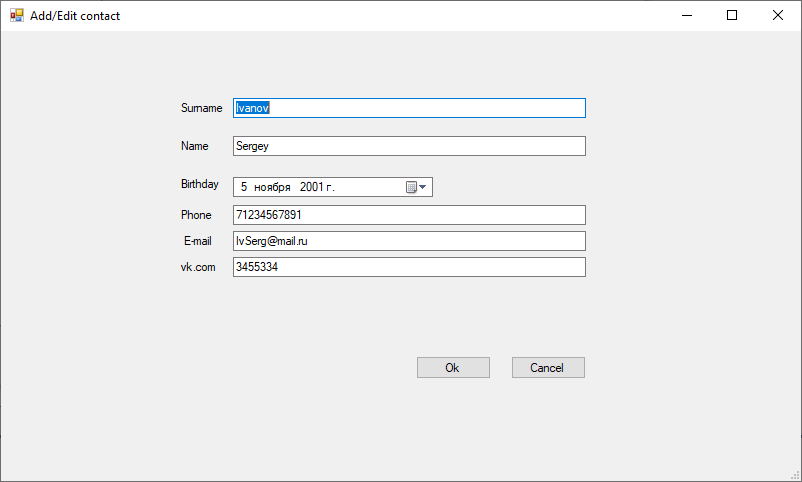 Add/Edit contact
Surname Ivanov
Name Sergey
Birthday 5 ноября 2001 г.
Phone 71234567891
E-mail IvSerg@mail.ru
vk.com 3455334
Ok Cancel